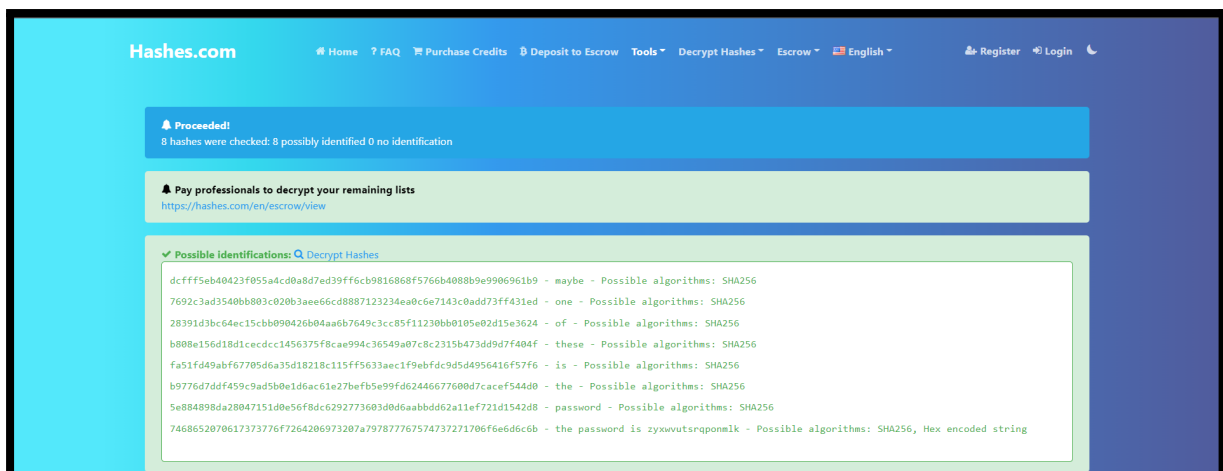 Hashes.com Home ? FAQ Purchase Credits Deposit to Escrow Tools Decrypt Hashes Escrow English Register Login
Proceeded!
8 hashes were checked: 8 possibly identified 0 no identification
Pay professionals to decrypt your remaining lists
https://hashes.com/en/escrow/view
Possible identifications: Decrypt Hashes
dcfff5eb40423f055a4cd0a8d7ed39ff6cb9816868f5766b4088b9e9906961b9 - maybe - Possible algorithms: SHA256
7692c3ad3540bb803c020b3aee66cd8887123234ea0c6e7143c0add73ff431ed - one - Possible algorithms: SHA256
28391d3bc64ec15cbb090426b04aa6b7649c3cc85f11230bb0105e02d15e3624 - of - Possible algorithms: SHA256
b808e156d18d1cecdcc1456375f8cae994c36549a07c8c2315b473dd9d7f404f - these - Possible algorithms: SHA256
fa51fd49abf67705d6a35d18218c115ff5633aec1f9ebfdc9d5d4956416f57f6 - is - Possible algorithms: SHA256
b9776d7ddf459c9ad5b0e1d6ac61e27befb5e99fd62446677600d7cacef544d0 - the - Possible algorithms: SHA256
5e884898da28047151d0e56f8dc6292773603d0d6aabbdd62a11ef721d1542d8 - password - Possible algorithms: SHA256
7468652070617373776f7264206973207a797877767574737271706f6e6d6c6b - the password is zyxwvutsrqponmlk - Possible algorithms: SHA256, Hex encoded string